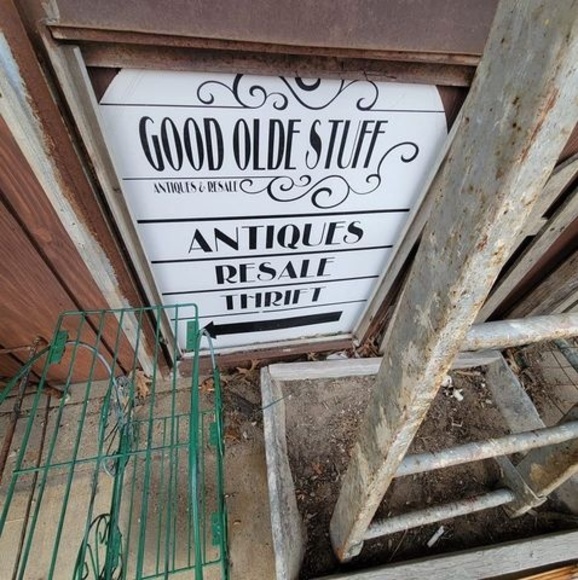 GOOD OLDE STUFF
ANTIQUES & RESALE
ANTIQUES
RESALE
THRIFT